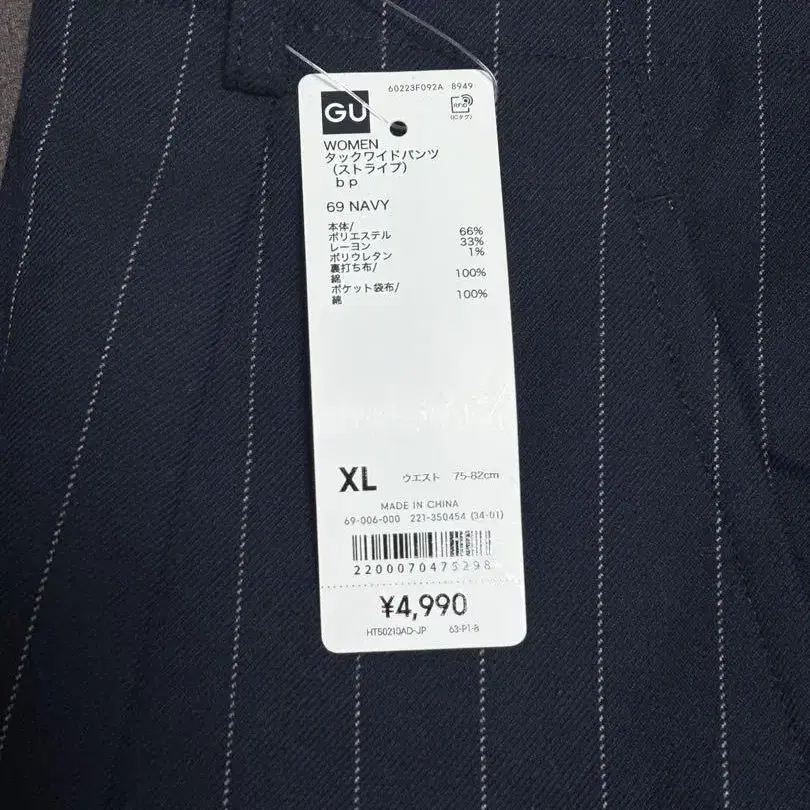 60223F092A 8949
GU
RFID
(ICタグ)
WOMEN
タックワイドパンツ
（ストライプ）
ｂｐ
69 NAVY
本体/
ポリエステル 66%
レーヨン 33%
ポリウレタン 1%
裏打ち布/
綿 100%
ポケット袋布/
綿 100%
XL ウエスト 75-82cm
MADE IN CHINA
69-006-000 221-350454 (34-01)
2200070475298
¥4,990
HT50210AD-JP 63-P1-8